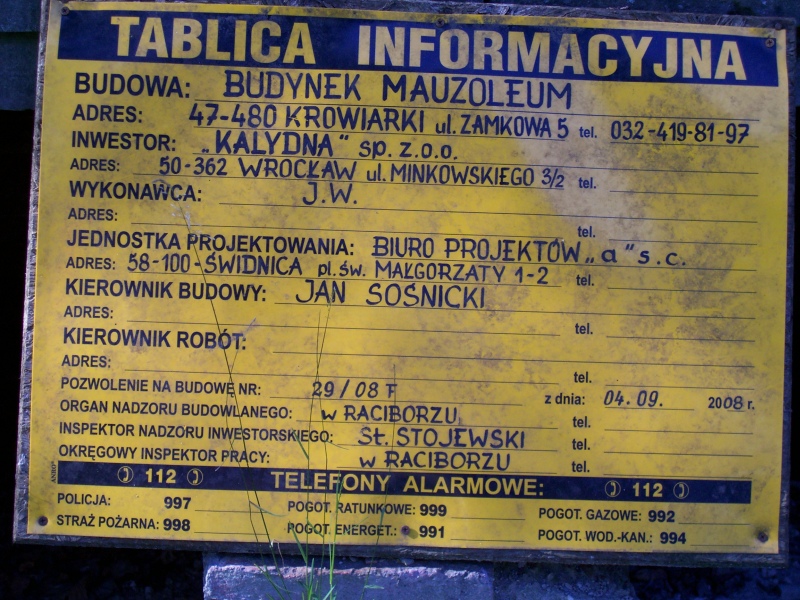 TABLICA INFORMACYJNA
BUDOWA: BUDYNEK MAUZOLEUM
ADRES: 47-480 KROWIARKI ul. ZAMKOWA 5 tel. 032-419-81-97
INWESTOR: „KALYDNA" sp. z.o.o.
ADRES: 50-362 WROCŁAW ul. MINKOWSKIEGO 3/2 tel.
WYKONAWCA: J.W.
ADRES: tel.
JEDNOSTKA PROJEKTOWANIA: BIURO PROJEKTÓW „a" s.c.
ADRES: 58-100-ŚWIDNICA pl. św. MAŁGORZATY 1-2 tel.
KIEROWNIK BUDOWY: JAN SOŚNICKI
ADRES: tel.
KIEROWNIK ROBÓT:
ADRES: tel.
POZWOLENIE NA BUDOWĘ NR: 29/08 F z dnia: 04.09. 2008 r.
ORGAN NADZORU BUDOWLANEGO: w RACIBORZU tel.
INSPEKTOR NADZORU INWESTORSKIEGO: St. STOJEWSKI tel.
OKRĘGOWY INSPEKTOR PRACY: w RACIBORZU tel.
112 TELEFONY ALARMOWE: 112
POLICJA: 997 POGOT. RATUNKOWE: 999 POGOT. GAZOWE: 992
STRAŻ POŻARNA: 998 POGOT. ENERGET.: 991 POGOT. WOD.-KAN.: 994